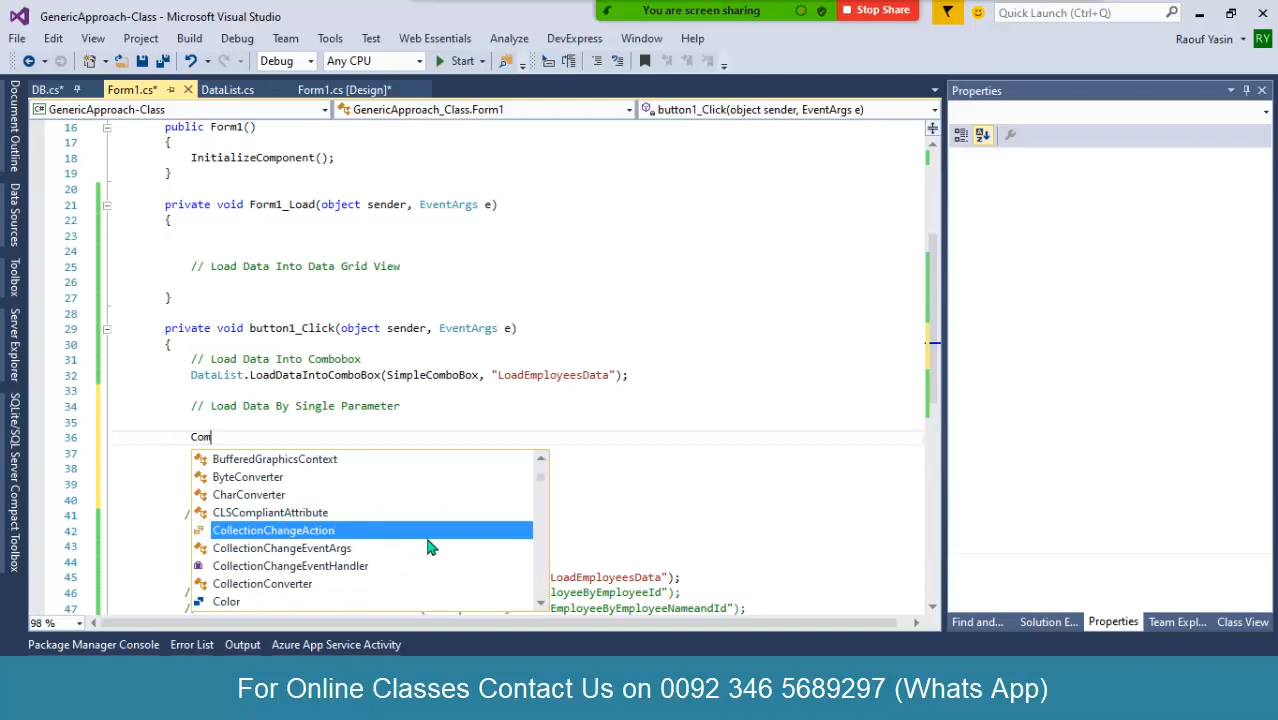 GenericApproach-Class - Microsoft Visual Studio
You are screen sharing
Stop Share
Quick Launch (Ctrl+Q)
File Edit View Project Build Debug Team Tools Test Web Essentials Analyze DevExpress Window Help
Raouf Yasin RY
Debug Any CPU Start
DB.cs* Form1.cs* DataList.cs Form1.cs [Design]*
Properties
GenericApproach-Class GenericApproach_Class.Form1 button1_Click(object sender, EventArgs e)
Document Outline
Data Sources
Toolbox
Server Explorer
SQLite/SQL Server Compact Toolbox
16 public Form1()
17 {
18 InitializeComponent();
19 }
20
21 private void Form1_Load(object sender, EventArgs e)
22 {
23
24
25 // Load Data Into Data Grid View
26
27 }
28
29 private void button1_Click(object sender, EventArgs e)
30 {
31 // Load Data Into Combobox
32 DataList.LoadDataIntoComboBox(SimpleComboBox, "LoadEmployeesData");
33
34 // Load Data By Single Parameter
35
36 Com
37
38
39
40
41 /
42
43
44
45 LoadEmployeesData");
46 / loyeeByEmployeeId");
47 / EmployeeByEmployeeNameandId");
BufferedGraphicsContext
ByteConverter
CharConverter
CLSCompliantAttribute
CollectionChangeAction
CollectionChangeEventArgs
CollectionChangeEventHandler
CollectionConverter
Color
98 %
Find and... Solution E... Properties Team Expl... Class View
Package Manager Console Error List Output Azure App Service Activity
For Online Classes Contact Us on 0092 346 5689297 (Whats App)